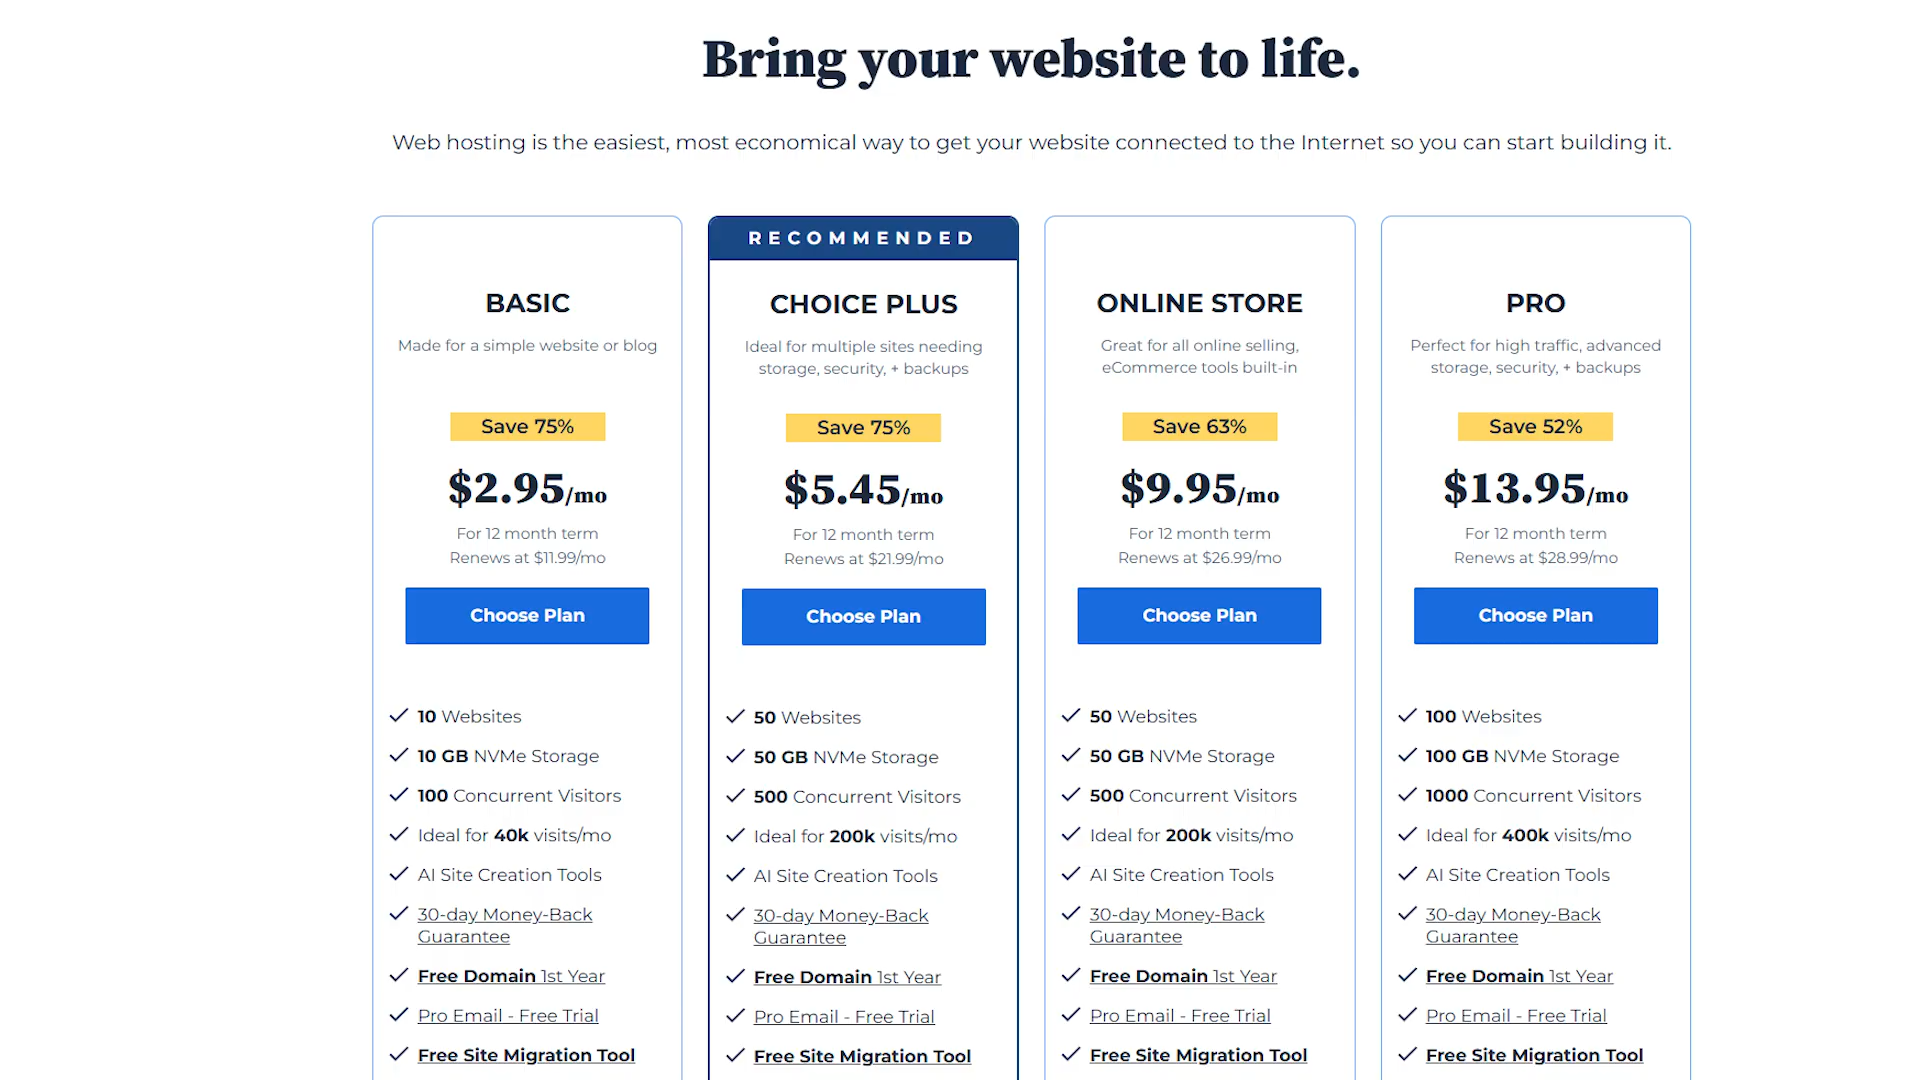 Bring your website to life.
Web hosting is the easiest, most economical way to get your website connected to the Internet so you can start building it.
BASIC
Made for a simple website or blog
Save 75%
$2.95/mo
For 12 month term
Renews at $11.99/mo
Choose Plan
10 Websites
10 GB NVMe Storage
100 Concurrent Visitors
Ideal for 40k visits/mo
AI Site Creation Tools
30-day Money-Back
Guarantee
Free Domain 1st Year
Pro Email - Free Trial
Free Site Migration Tool
RECOMMENDED
CHOICE PLUS
Ideal for multiple sites needing
storage, security, + backups
Save 75%
$5.45/mo
For 12 month term
Renews at $21.99/mo
Choose Plan
50 Websites
50 GB NVMe Storage
500 Concurrent Visitors
Ideal for 200k visits/mo
AI Site Creation Tools
30-day Money-Back
Guarantee
Free Domain 1st Year
Pro Email - Free Trial
Free Site Migration Tool
ONLINE STORE
Great for all online selling,
eCommerce tools built-in
Save 63%
$9.95/mo
For 12 month term
Renews at $26.99/mo
Choose Plan
50 Websites
50 GB NVMe Storage
500 Concurrent Visitors
Ideal for 200k visits/mo
AI Site Creation Tools
30-day Money-Back
Guarantee
Free Domain 1st Year
Pro Email - Free Trial
Free Site Migration Tool
PRO
Perfect for high traffic, advanced
storage, security, + backups
Save 52%
$13.95/mo
For 12 month term
Renews at $28.99/mo
Choose Plan
100 Websites
100 GB NVMe Storage
1000 Concurrent Visitors
Ideal for 400k visits/mo
AI Site Creation Tools
30-day Money-Back
Guarantee
Free Domain 1st Year
Pro Email - Free Trial
Free Site Migration Tool